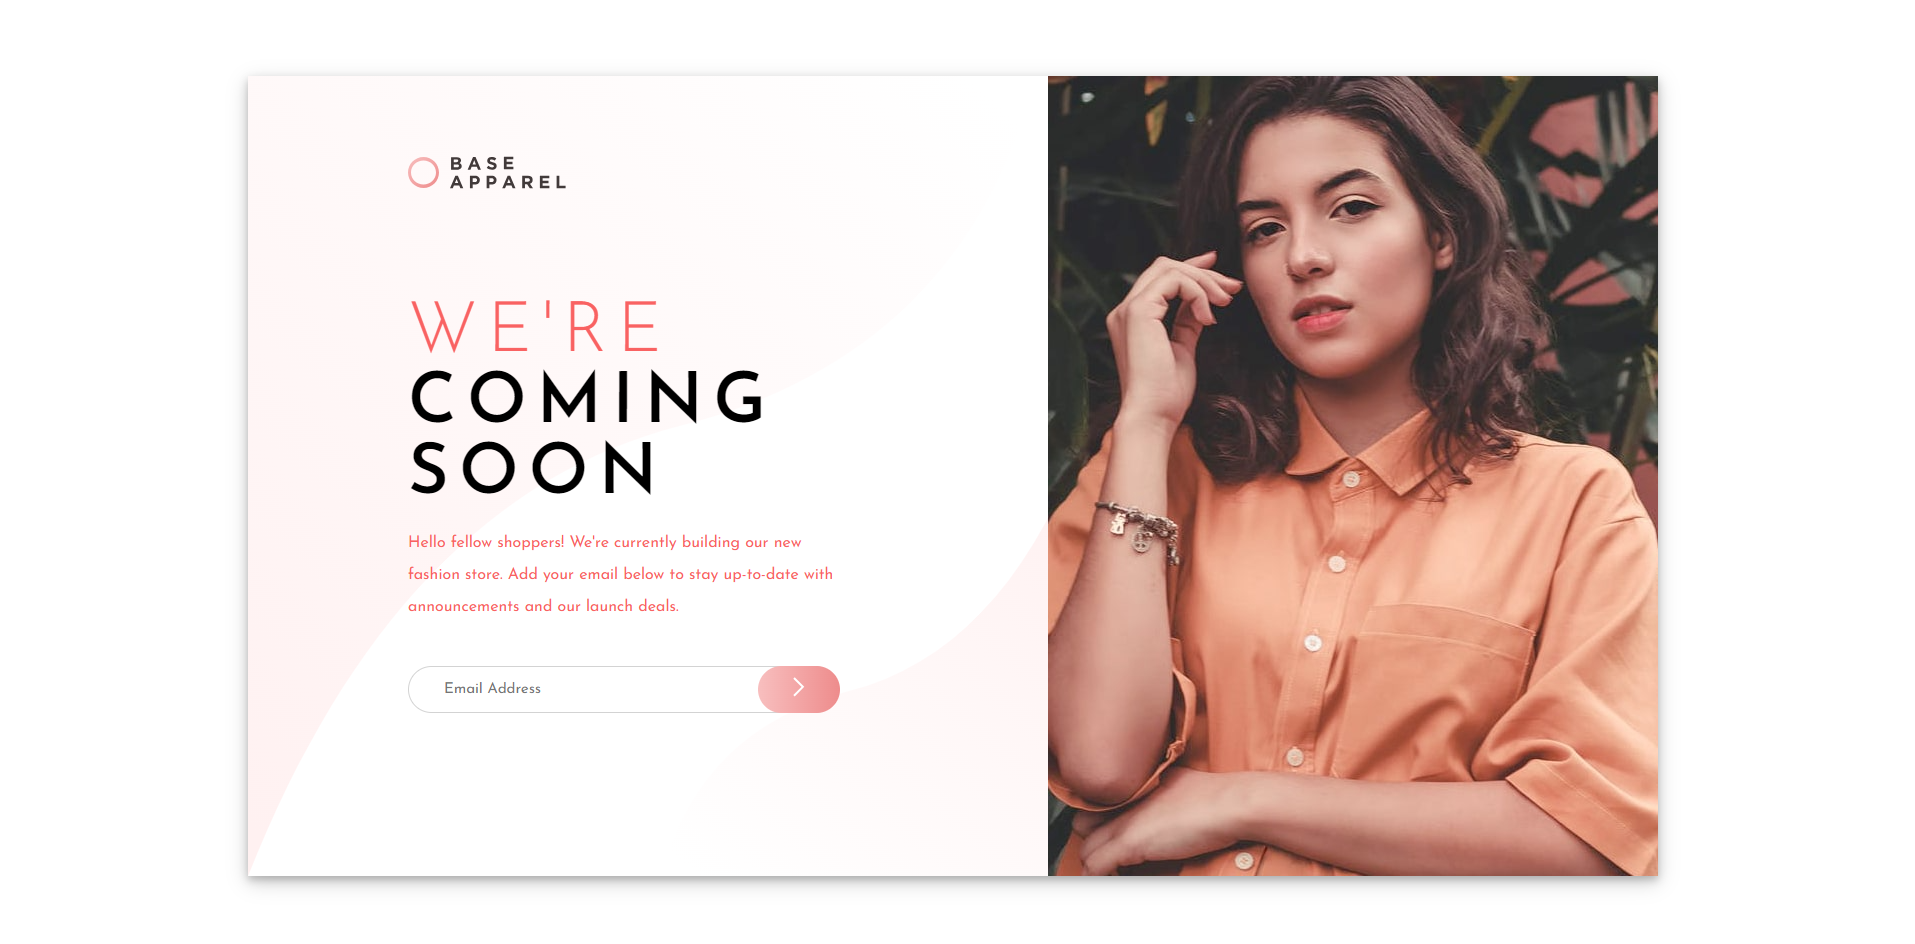 BASE
APPAREL
WE'RE
COMING
SOON
Hello fellow shoppers! We're currently building our new
fashion store. Add your email below to stay up-to-date with
announcements and our launch deals.
Email Address